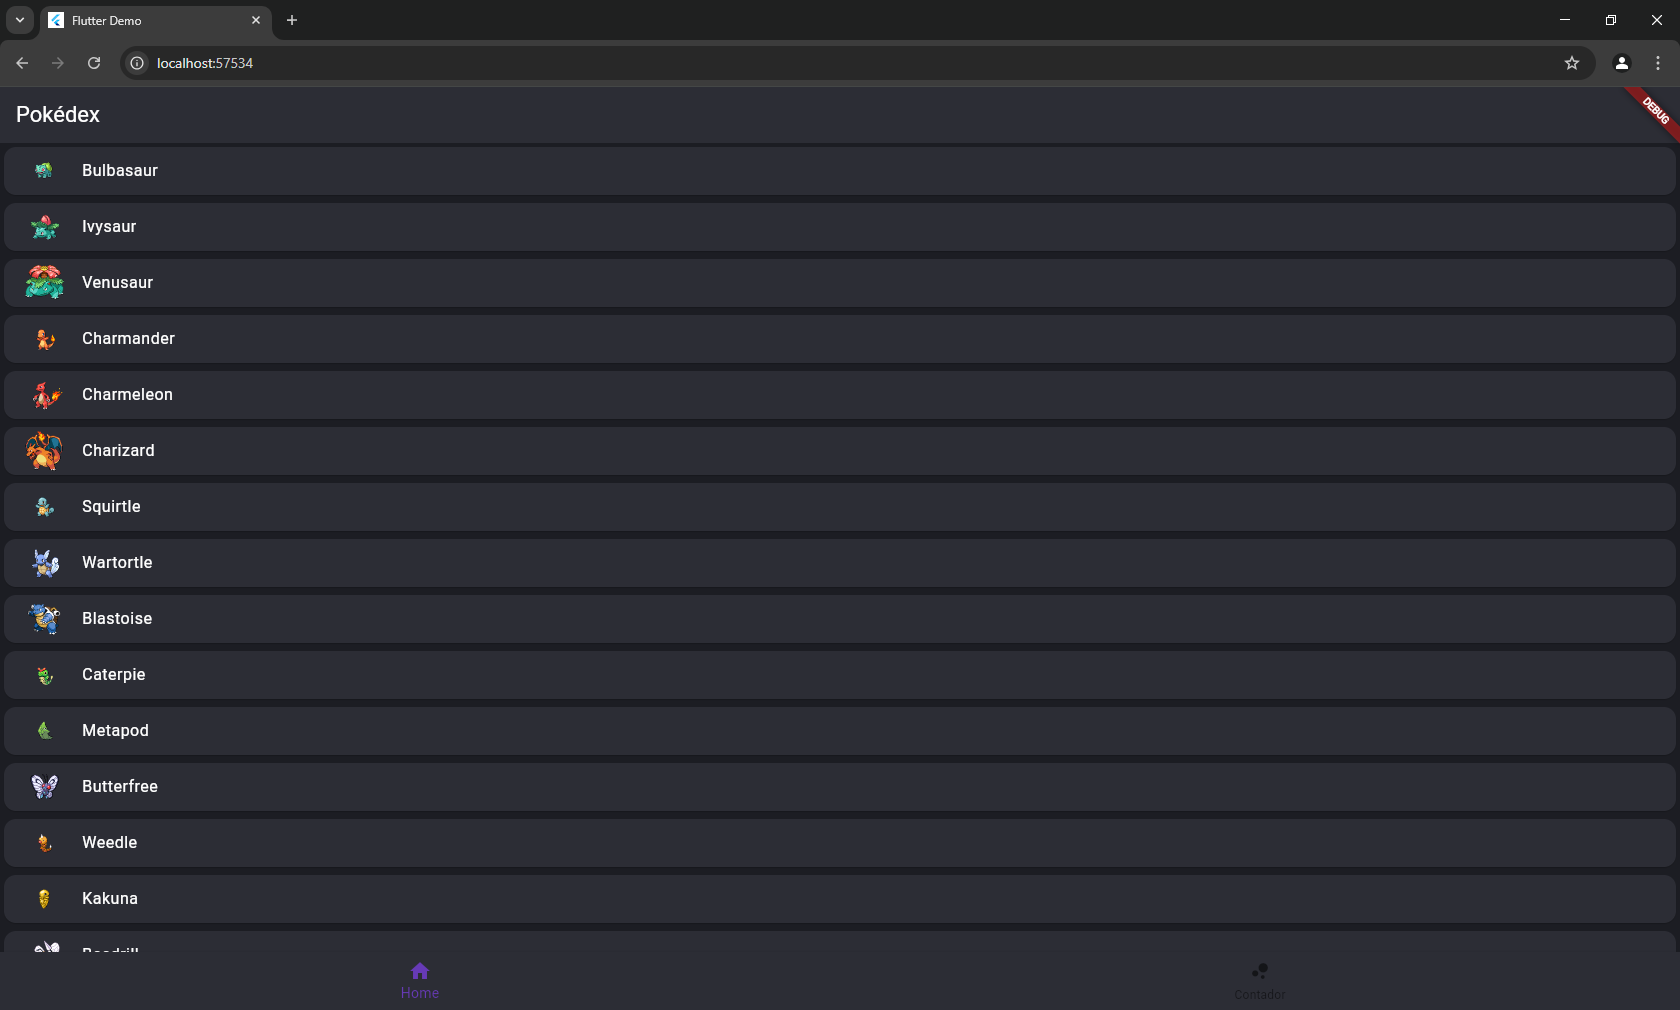 Flutter Demo
localhost:57534
Pokédex
DEBUG
Bulbasaur
Ivysaur
Venusaur
Charmander
Charmeleon
Charizard
Squirtle
Wartortle
Blastoise
Caterpie
Metapod
Butterfree
Weedle
Kakuna
Home
Contador